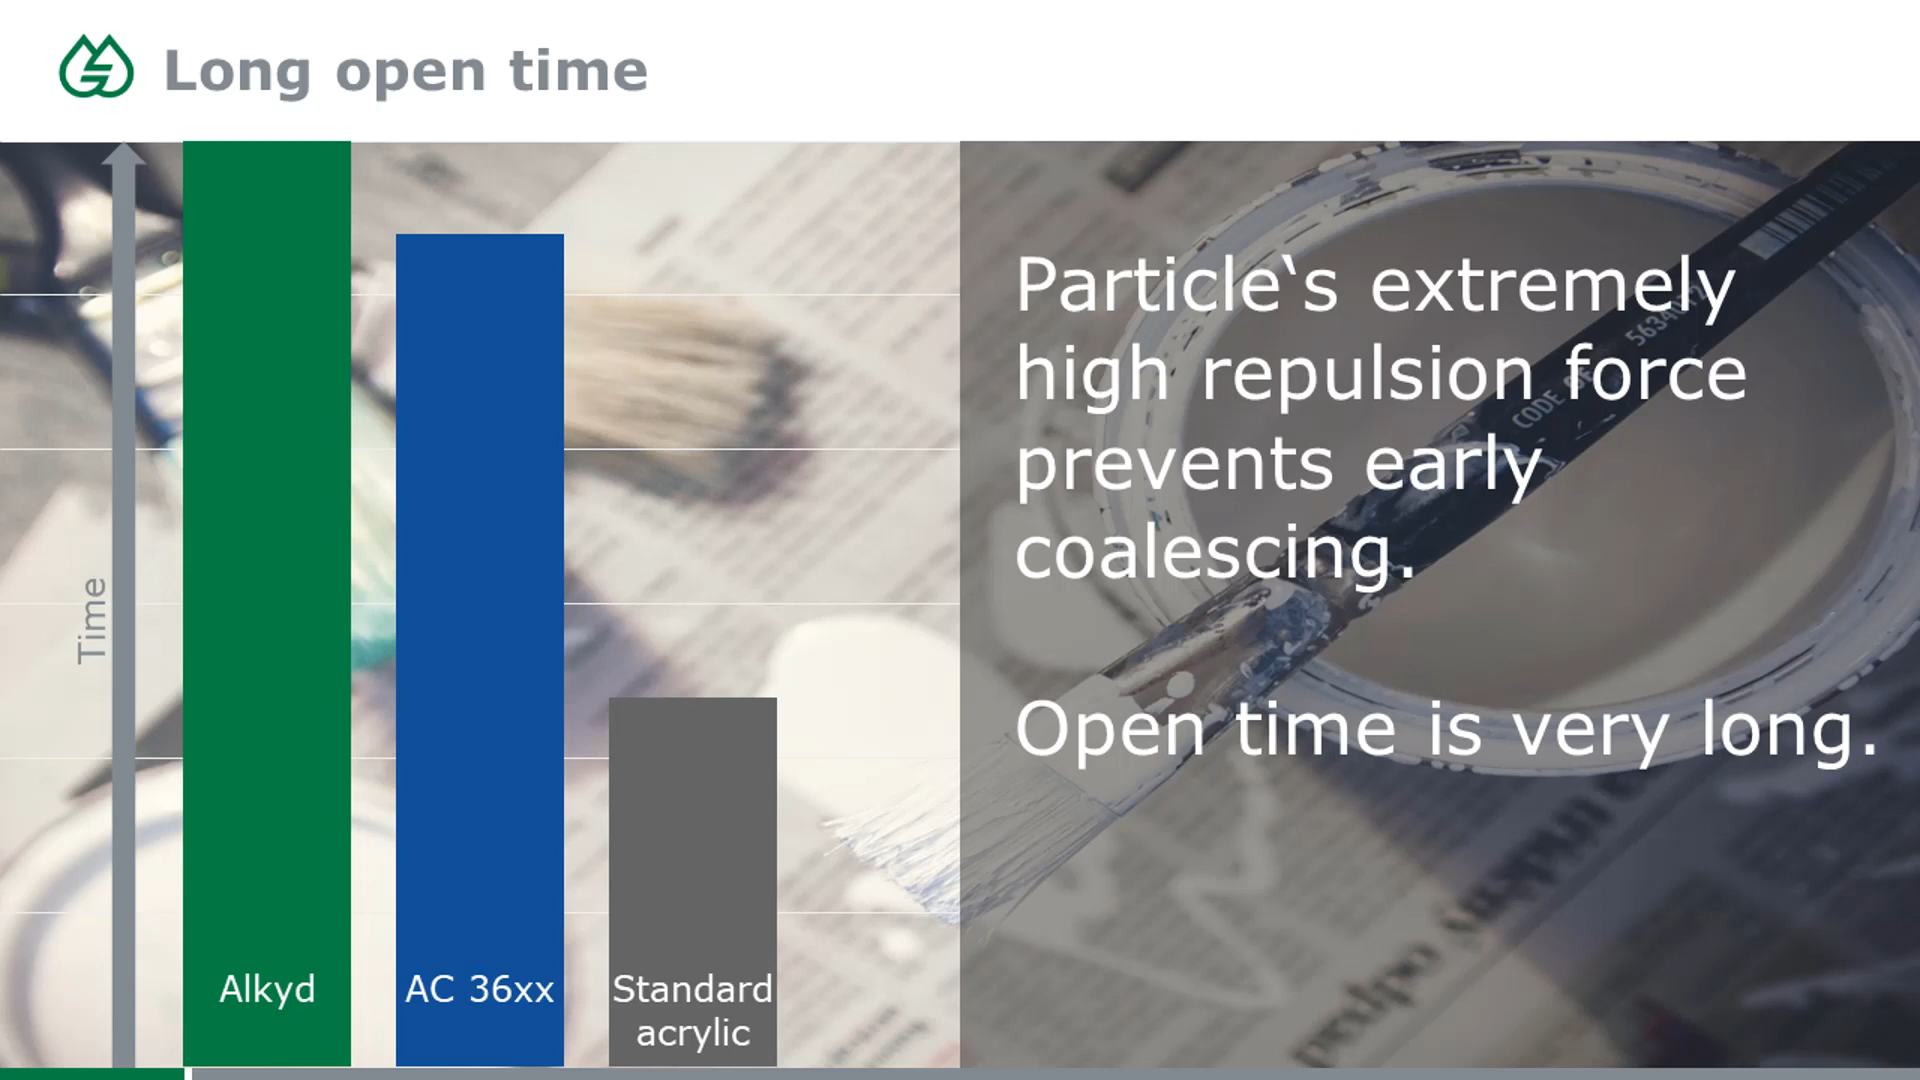 Long open time
Time
Alkyd
AC 36xx
Standard
acrylic
Particle‘s extremely
high repulsion force
prevents early
coalescing.
Open time is very long.
CODE